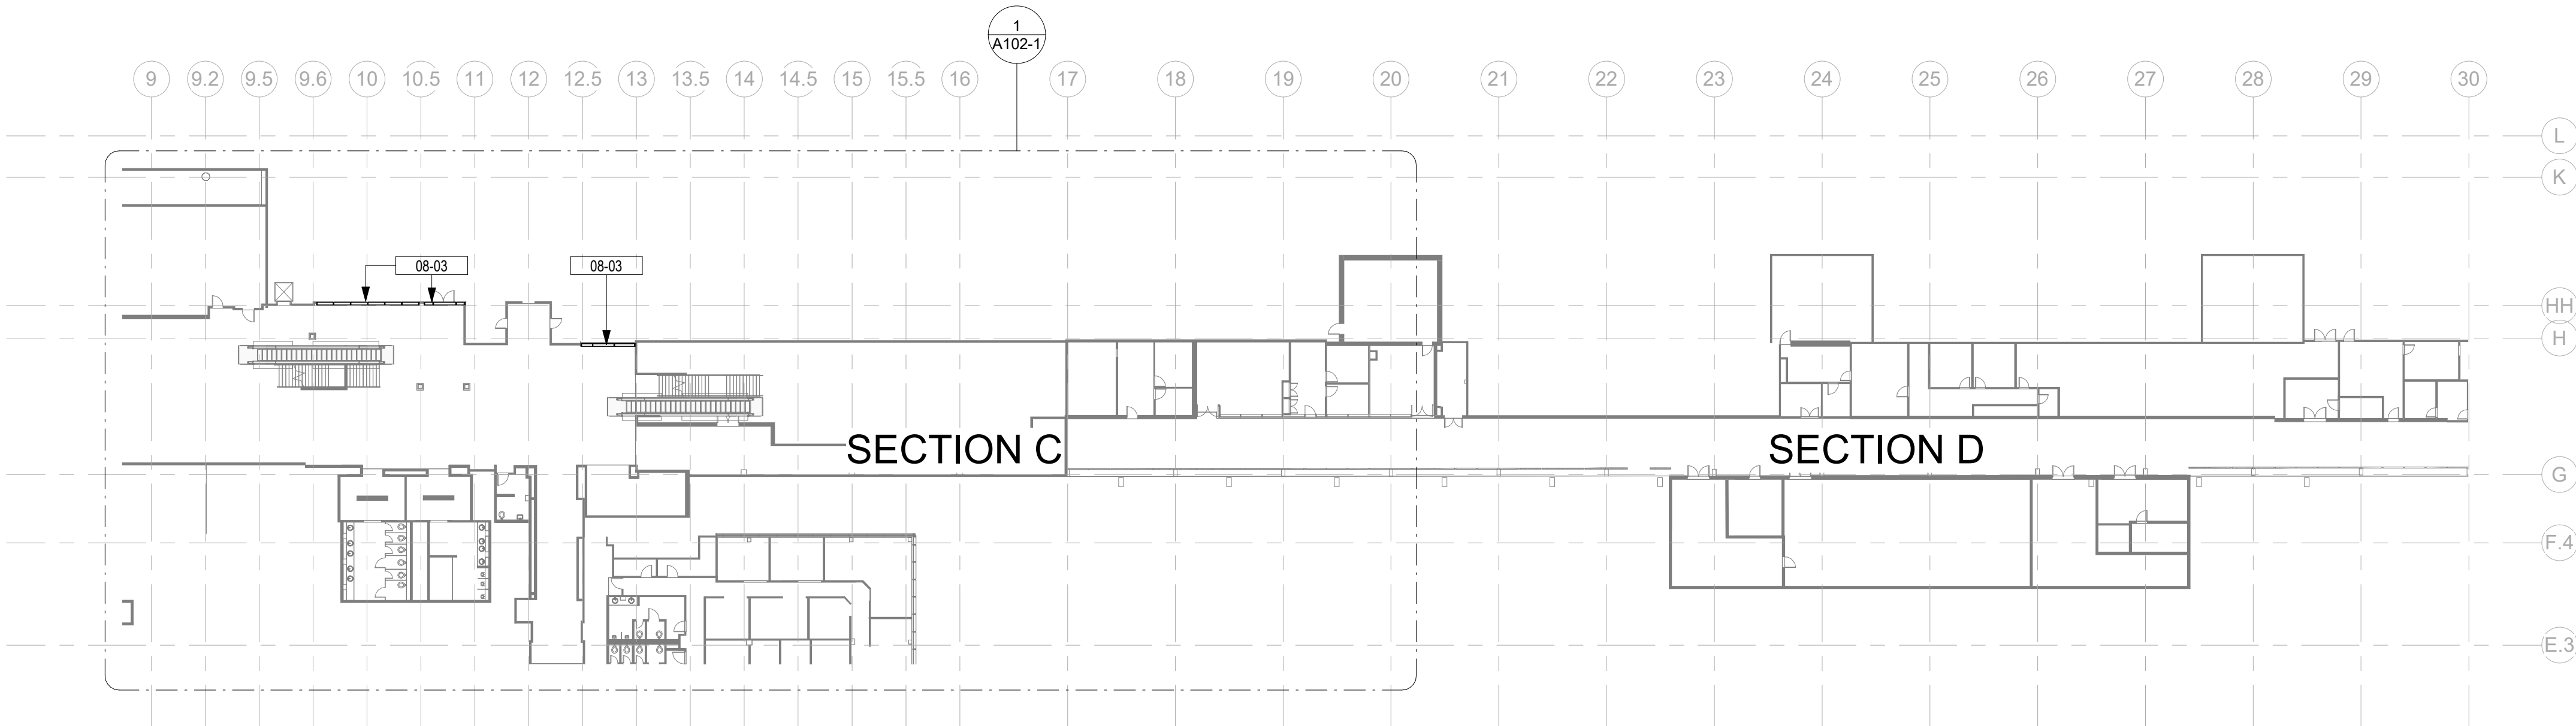 1
A102-1
9 9.2 9.5 9.6 10 10.5 11 12 12.5 13 13.5 14 14.5 15 15.5 16 17 18 19 20 21 22 23 24 25 26 27 28 29 30
L
K
08-03 08-03
HH
H
SECTION C SECTION D
G
F.4
E.3